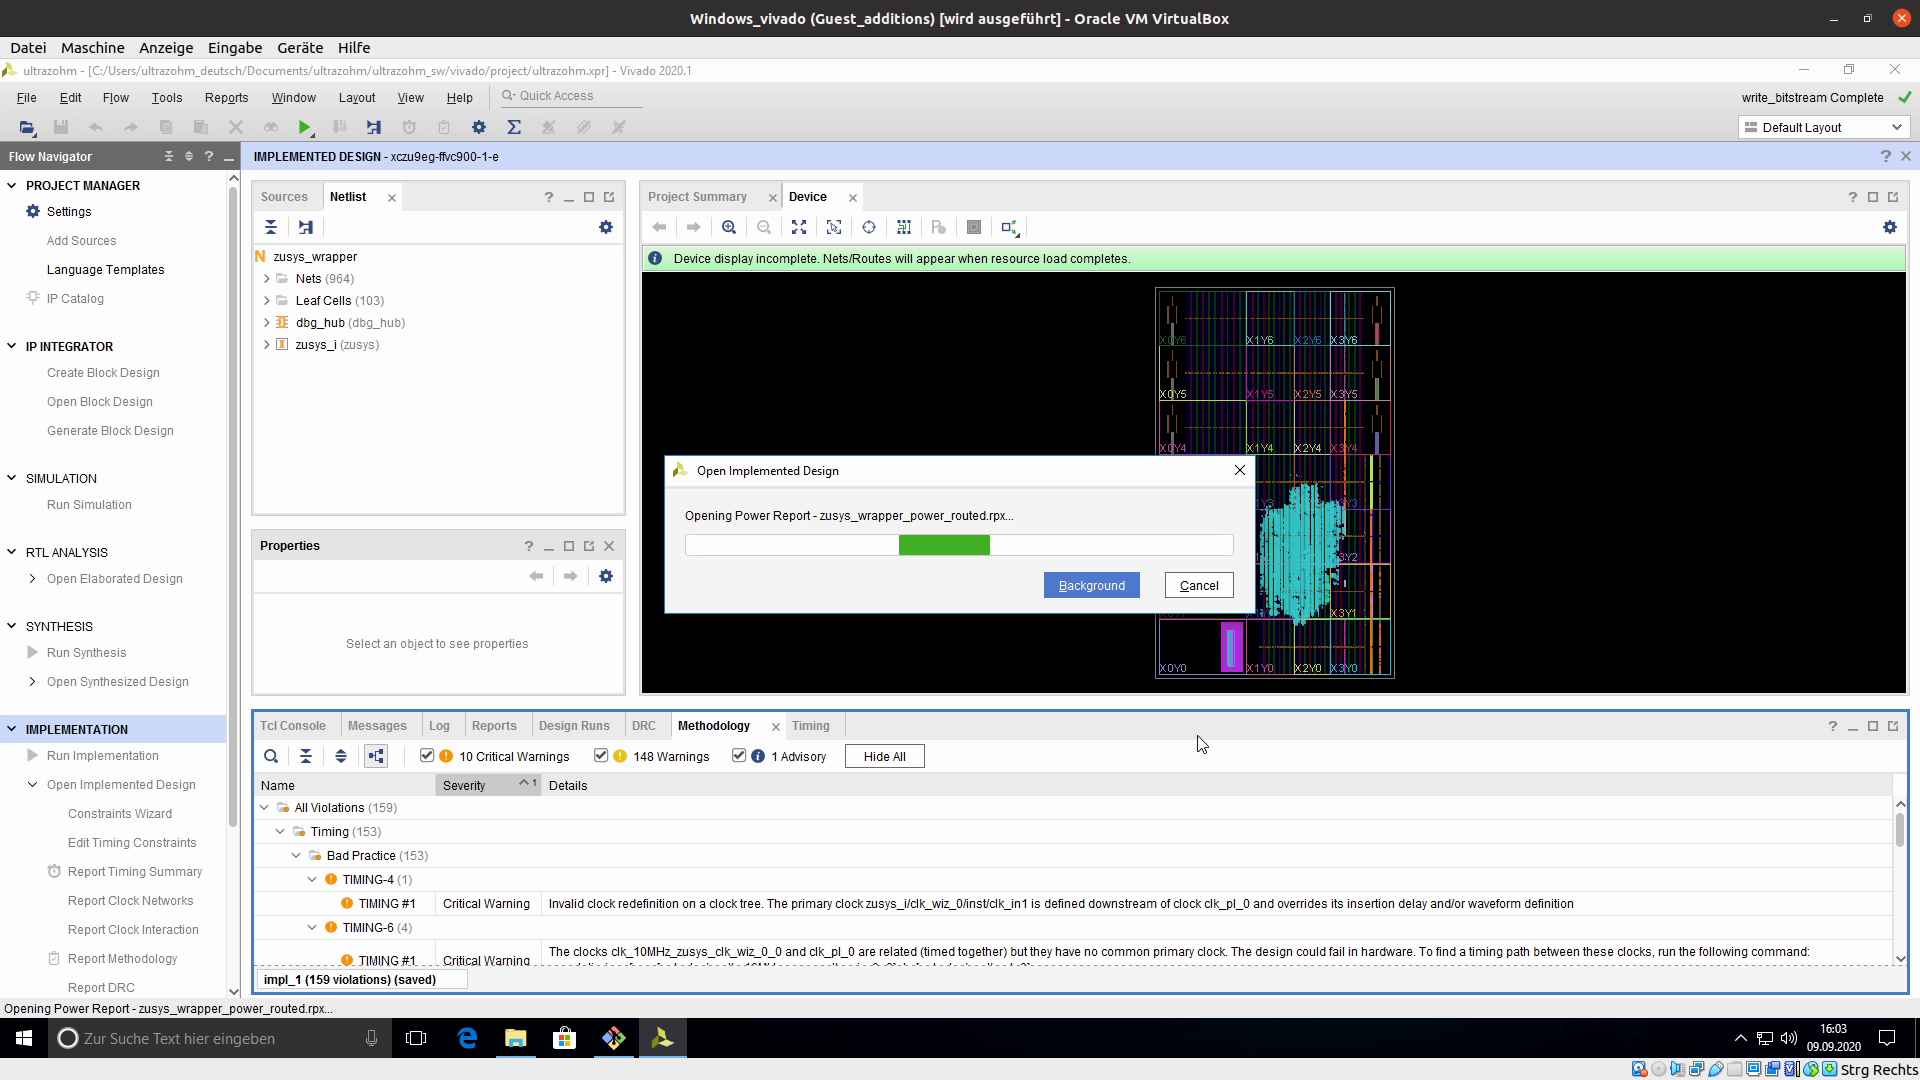 Windows_vivado (Guest_additions) [wird ausgeführt] - Oracle VM VirtualBox
Datei Maschine Anzeige Eingabe Geräte Hilfe
ultrazohm - [C:/Users/ultrazohm_deutsch/Documents/ultrazohm/ultrazohm_sw/vivado/project/ultrazohm.xpr] - Vivado 2020.1
File Edit Flow Tools Reports Window Layout View Help Quick Access
write_bitstream Complete
Default Layout
Flow Navigator
IMPLEMENTED DESIGN - xczu9eg-ffvc900-1-e
PROJECT MANAGER
Settings
Add Sources
Language Templates
IP Catalog
IP INTEGRATOR
Create Block Design
Open Block Design
Generate Block Design
SIMULATION
Run Simulation
RTL ANALYSIS
Open Elaborated Design
SYNTHESIS
Run Synthesis
Open Synthesized Design
IMPLEMENTATION
Run Implementation
Open Implemented Design
Constraints Wizard
Edit Timing Constraints
Report Timing Summary
Report Clock Networks
Report Clock Interaction
Report Methodology
Report DRC
Sources Netlist
N zusys_wrapper
Nets (964)
Leaf Cells (103)
dbg_hub (dbg_hub)
zusys_i (zusys)
Properties
Select an object to see properties
Project Summary Device
Device display incomplete. Nets/Routes will appear when resource load completes.
X0Y6 X1Y6 X2Y6 X3Y6
X0Y5 X1Y5 X2Y5 X3Y5
X0Y4 X1Y4 X2Y4 X3Y4
X3Y1
X0Y0 X1Y0 X2Y0 X3Y0
Open Implemented Design
Opening Power Report - zusys_wrapper_power_routed.rpx...
Background Cancel
Tcl Console Messages Log Reports Design Runs DRC Methodology Timing
10 Critical Warnings 148 Warnings 1 Advisory Hide All
Name Severity 1 Details
All Violations (159)
Timing (153)
Bad Practice (153)
TIMING-4 (1)
TIMING #1 Critical Warning Invalid clock redefinition on a clock tree. The primary clock zusys_i/clk_wiz_0/inst/clk_in1 is defined downstream of clock clk_pl_0 and overrides its insertion delay and/or waveform definition
TIMING-6 (4)
TIMING #1 Critical Warning The clocks clk_10MHz_zusys_clk_wiz_0_0 and clk_pl_0 are related (timed together) but they have no common primary clock. The design could fail in hardware. To find a timing path between these clocks, run the following command:
impl_1 (159 violations) (saved)
Opening Power Report - zusys_wrapper_power_routed.rpx...
Zur Suche Text hier eingeben
16:03
09.09.2020
Strg Rechts